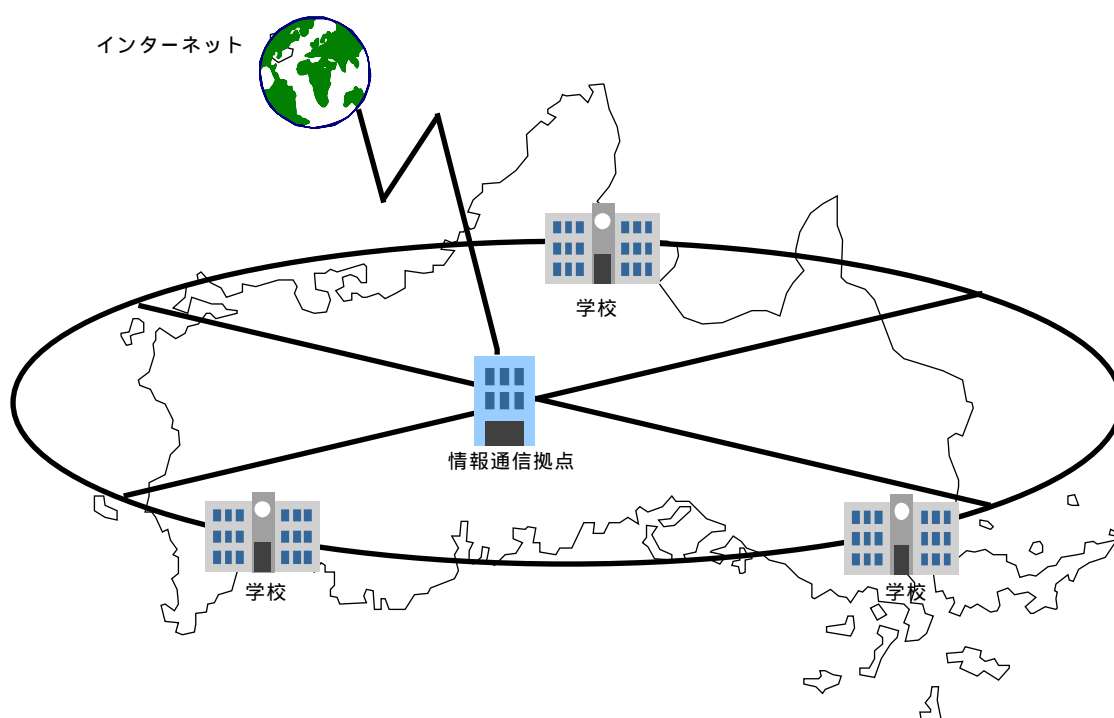 インターネット
学校
情報通信拠点
学校
学校